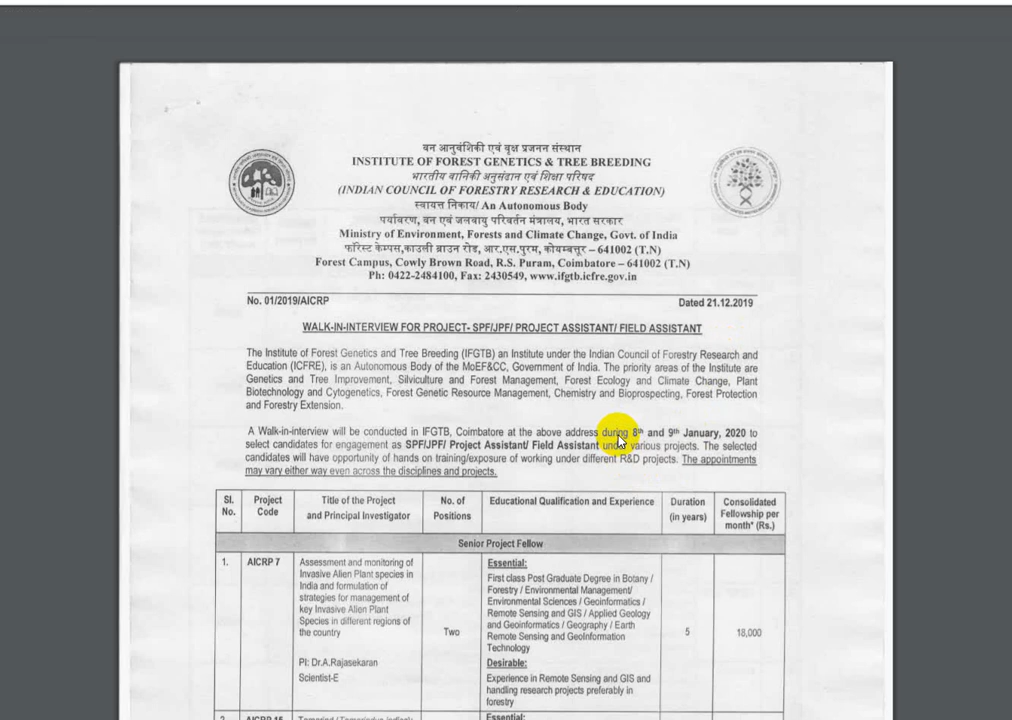 वन आनुवंशिकी एवं वृक्ष प्रजनन संस्थान
INSTITUTE OF FOREST GENETICS & TREE BREEDING
भारतीय वानिकी अनुसंधान एवं शिक्षा परिषद
(INDIAN COUNCIL OF FORESTRY RESEARCH & EDUCATION)
स्वायत्त निकाय/ An Autonomous Body
पर्यावरण, वन एवं जलवायु परिवर्तन मंत्रालय, भारत सरकार
Ministry of Environment, Forests and Climate Change, Govt. of India
फॉरेस्ट कैम्पस,काउली ब्राउन रोड, आर.एस.पुरम, कोयम्बत्तूर – 641002 (T.N)
Forest Campus, Cowly Brown Road, R.S. Puram, Coimbatore – 641002 (T.N)
Ph: 0422-2484100, Fax: 2430549, www.ifgtb.icfre.gov.in
No. 01/2019/AICRP Dated 21.12.2019
WALK-IN-INTERVIEW FOR PROJECT- SPF/JPF/ PROJECT ASSISTANT/ FIELD ASSISTANT
The Institute of Forest Genetics and Tree Breeding (IFGTB) an Institute under the Indian Council of Forestry Research and
Education (ICFRE), is an Autonomous Body of the MoEF&CC, Government of India. The priority areas of the Institute are
Genetics and Tree Improvement, Silviculture and Forest Management, Forest Ecology and Climate Change, Plant
Biotechnology and Cytogenetics, Forest Genetic Resource Management, Chemistry and Bioprospecting, Forest Protection
and Forestry Extension.
A Walk-in-interview will be conducted in IFGTB, Coimbatore at the above address during 8th and 9th January, 2020 to
select candidates for engagement as SPF/JPF/ Project Assistant/ Field Assistant under various projects. The selected
candidates will have opportunity of hands on training/exposure of working under different R&D projects. The appointments
may vary either way even across the disciplines and projects.
Sl. No. Project Code Title of the Project and Principal Investigator No. of Positions Educational Qualification and Experience Duration (in years) Consolidated Fellowship per month* (Rs.)
Senior Project Fellow
1. AICRP 7
Assessment and monitoring of
Invasive Alien Plant species in
India and formulation of
strategies for management of
key Invasive Alien Plant
Species in different regions of
the country
PI: Dr.A.Rajasekaran
Scientist-E
Two
Essential:
First class Post Graduate Degree in Botany /
Forestry / Environmental Management/
Environmental Sciences / Geoinformatics /
Remote Sensing and GIS / Applied Geology
and Geoinformatics / Geography / Earth
Remote Sensing and GeoInformation
Technology
Desirable:
Experience in Remote Sensing and GIS and
handling research projects preferably in
forestry
5
18,000
Essential: